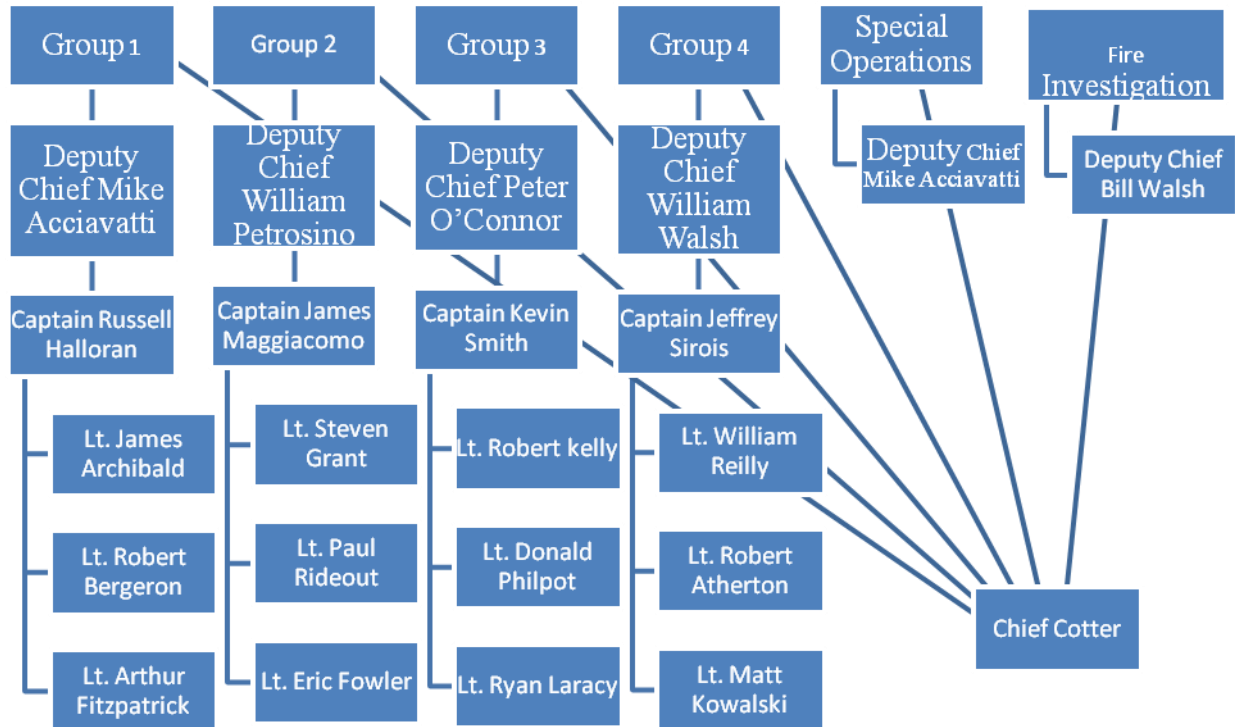 Group 1
Group 2
Group 3
Group 4
Special
Operations
Fire
Investigation
Deputy
Chief Mike
Acciavatti
Deputy
Chief
William
Petrosino
Deputy
Chief Peter
O’Connor
Deputy
Chief
William
Walsh
Deputy Chief
Mike Acciavatti
Deputy Chief
Bill Walsh
Captain Russell
Halloran
Captain James
Maggiacomo
Captain Kevin
Smith
Captain Jeffrey
Sirois
Lt. James
Archibald
Lt. Steven
Grant
Lt. Robert kelly
Lt. William
Reilly
Lt. Robert
Bergeron
Lt. Paul
Rideout
Lt. Donald
Philpot
Lt. Robert
Atherton
Chief Cotter
Lt. Arthur
Fitzpatrick
Lt. Eric Fowler
Lt. Ryan Laracy
Lt. Matt
Kowalski